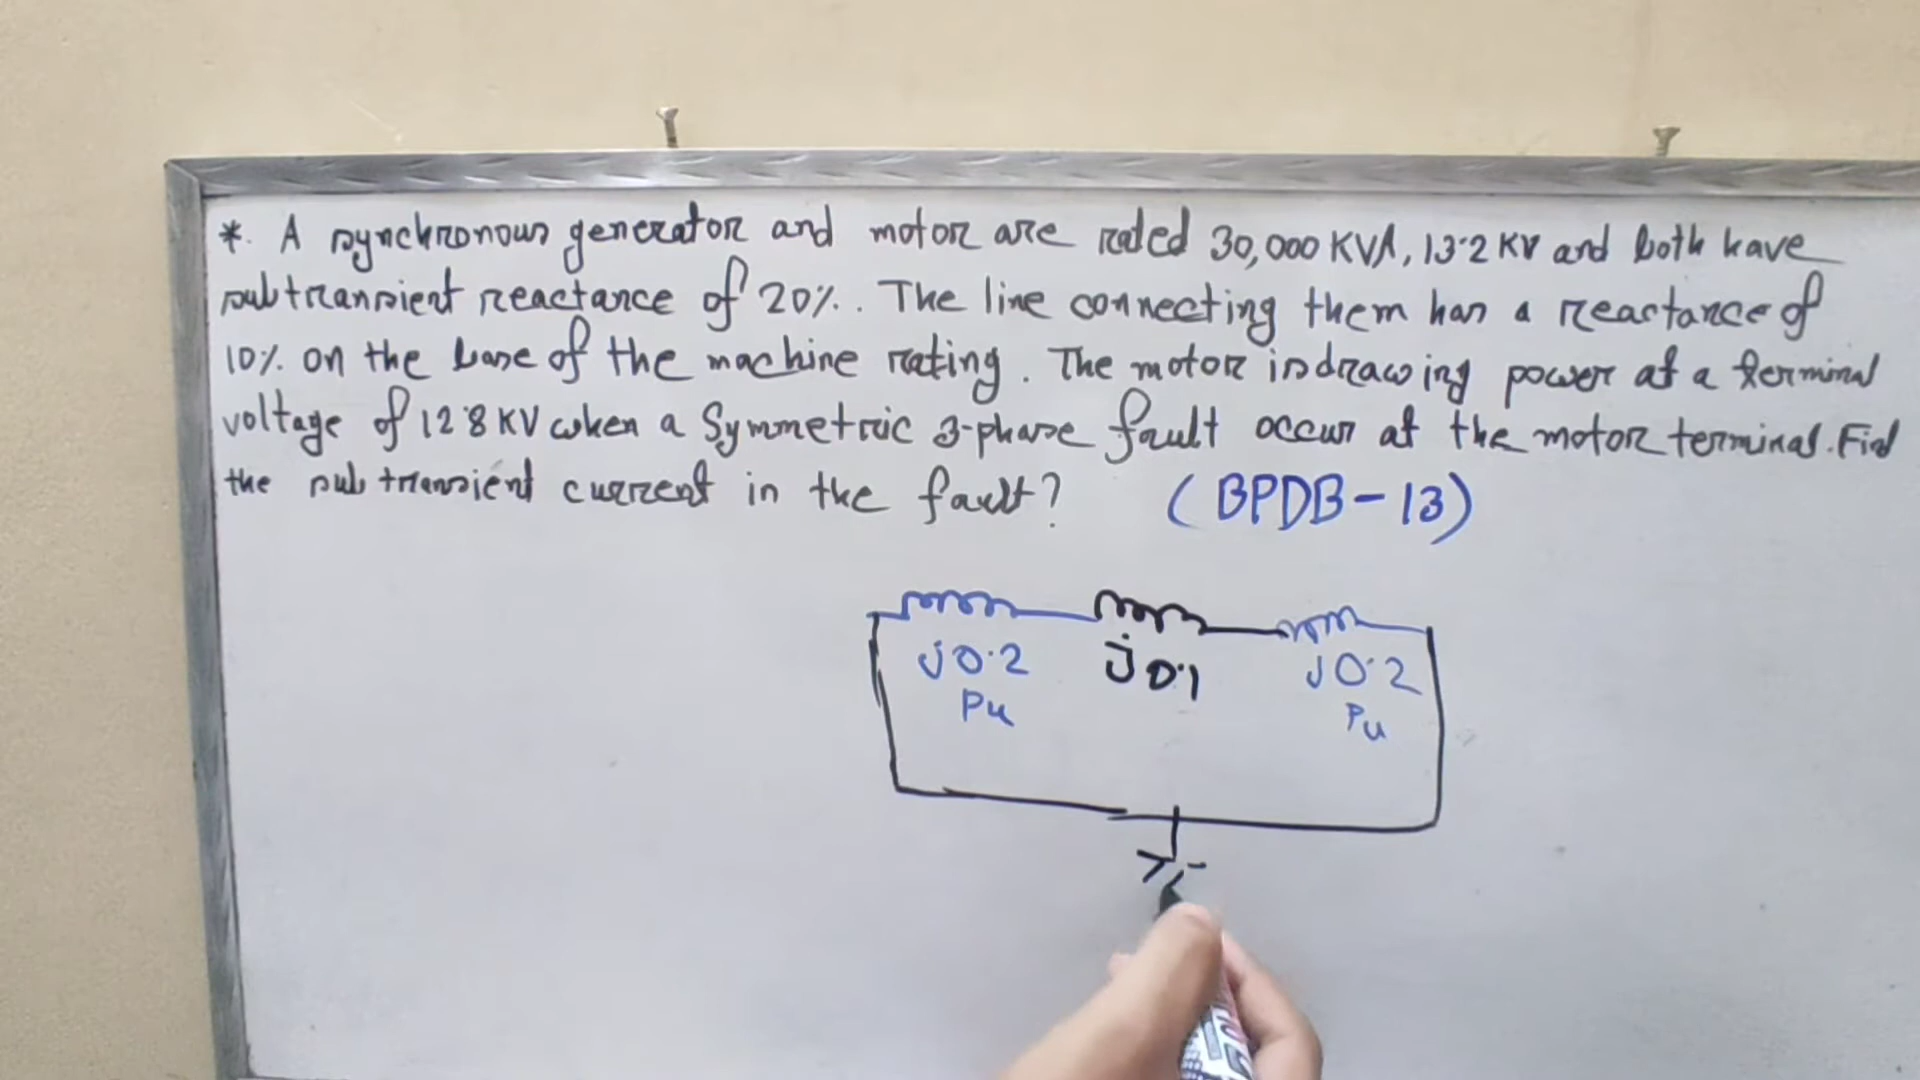 *. A synchronous generator and motor are rated 30,000 KVA, 13.2 KV and both have
subtransient reactance of 20%. The line connecting them has a reactance of
10% on the base of the machine rating. The motor is drawing power at a terminal
voltage of 12.8 KV when a Symmetric 3-phase fault occur at the motor terminal. Find
the subtransient current in the fault? (BPDB-13)
j0.2 j0.1 j0.2
Pu Pu